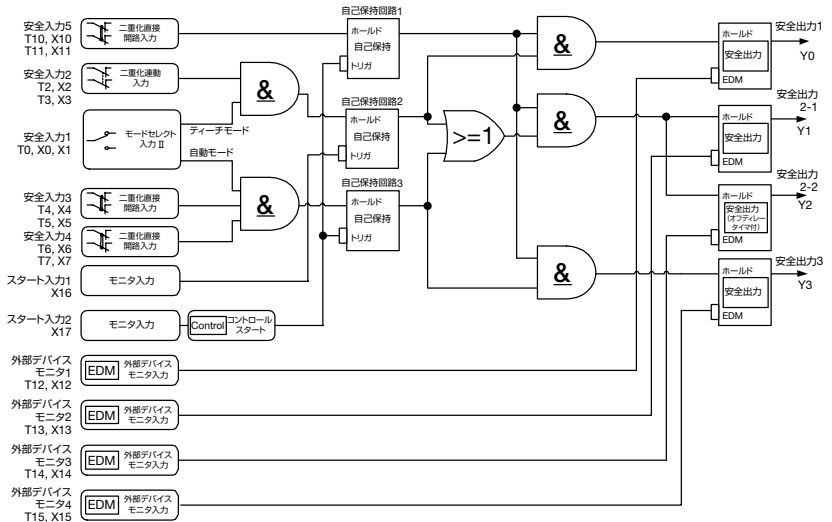 安全入力5
T10, X10
T11, X11
二重化直接
開路入力
安全入力2
T2, X2
T3, X3
二重化連動
入力
安全入力1
T0, X0, X1
モードセレクト
入力 II
ティーチモード
自動モード
安全入力3
T4, X4
T5, X5
二重化直接
開路入力
安全入力4
T6, X6
T7, X7
二重化直接
開路入力
スタート入力1
X16
モニタ入力
スタート入力2
X17
モニタ入力
Control
コントロール
スタート
外部デバイス
モニタ1
T12, X12
EDM
外部デバイス
モニタ入力
外部デバイス
モニタ2
T13, X13
EDM
外部デバイス
モニタ入力
外部デバイス
モニタ3
T14, X14
EDM
外部デバイス
モニタ入力
外部デバイス
モニタ4
T15, X15
EDM
外部デバイス
モニタ入力
&
&
自己保持回路1
ホールド
自己保持
トリガ
自己保持回路2
ホールド
自己保持
トリガ
自己保持回路3
ホールド
自己保持
トリガ
>=1
&
&
&
ホールド
安全出力
EDM
安全出力1
Y0
ホールド
安全出力
EDM
安全出力
2-1
Y1
ホールド
安全出力
(オフディレー
タイマ付)
EDM
安全出力
2-2
Y2
ホールド
安全出力
EDM
安全出力3
Y3